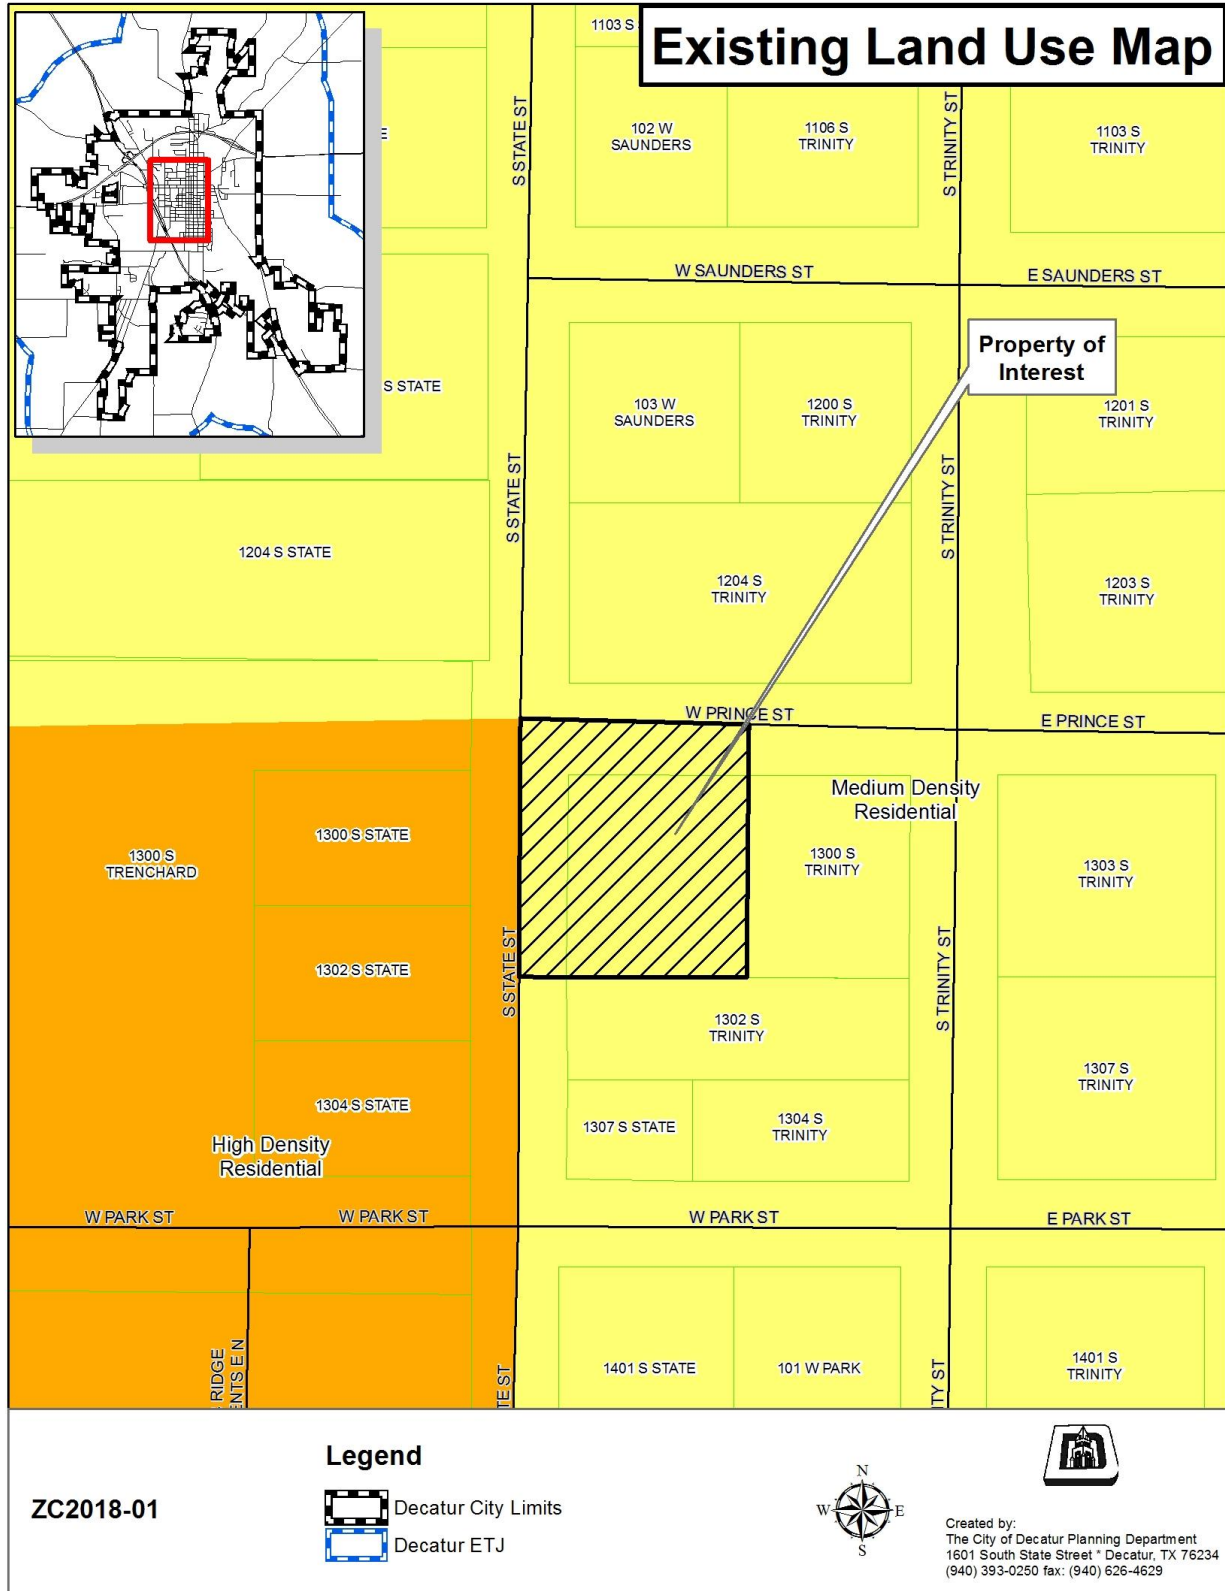 Existing Land Use Map
1103 S
S STATE ST
S TRINITY ST
102 W
SAUNDERS
1106 S
TRINITY
1103 S
TRINITY
E
W SAUNDERS ST
E SAUNDERS ST
Property of
Interest
S STATE
103 W
SAUNDERS
1200 S
TRINITY
1201 S
TRINITY
S STATE ST
S TRINITY ST
1204 S STATE
1204 S
TRINITY
1203 S
TRINITY
W PRINCE ST
E PRINCE ST
Medium Density
Residential
1300 S
TRENCHARD
1300 S STATE
1300 S
TRINITY
1303 S
TRINITY
S STATE ST
S TRINITY ST
1302 S STATE
1302 S
TRINITY
1307 S
TRINITY
1304 S STATE
1307 S STATE
1304 S
TRINITY
High Density
Residential
W PARK ST
W PARK ST
W PARK ST
E PARK ST
RIDGE
ENTS E N
TE ST
1401 S STATE
101 W PARK
ITY ST
1401 S
TRINITY
Legend
ZC2018-01
Decatur City Limits
Decatur ETJ
N
W
E
S
D
Created by:
The City of Decatur Planning Department
1601 South State Street * Decatur, TX 76234
(940) 393-0250 fax: (940) 626-4629